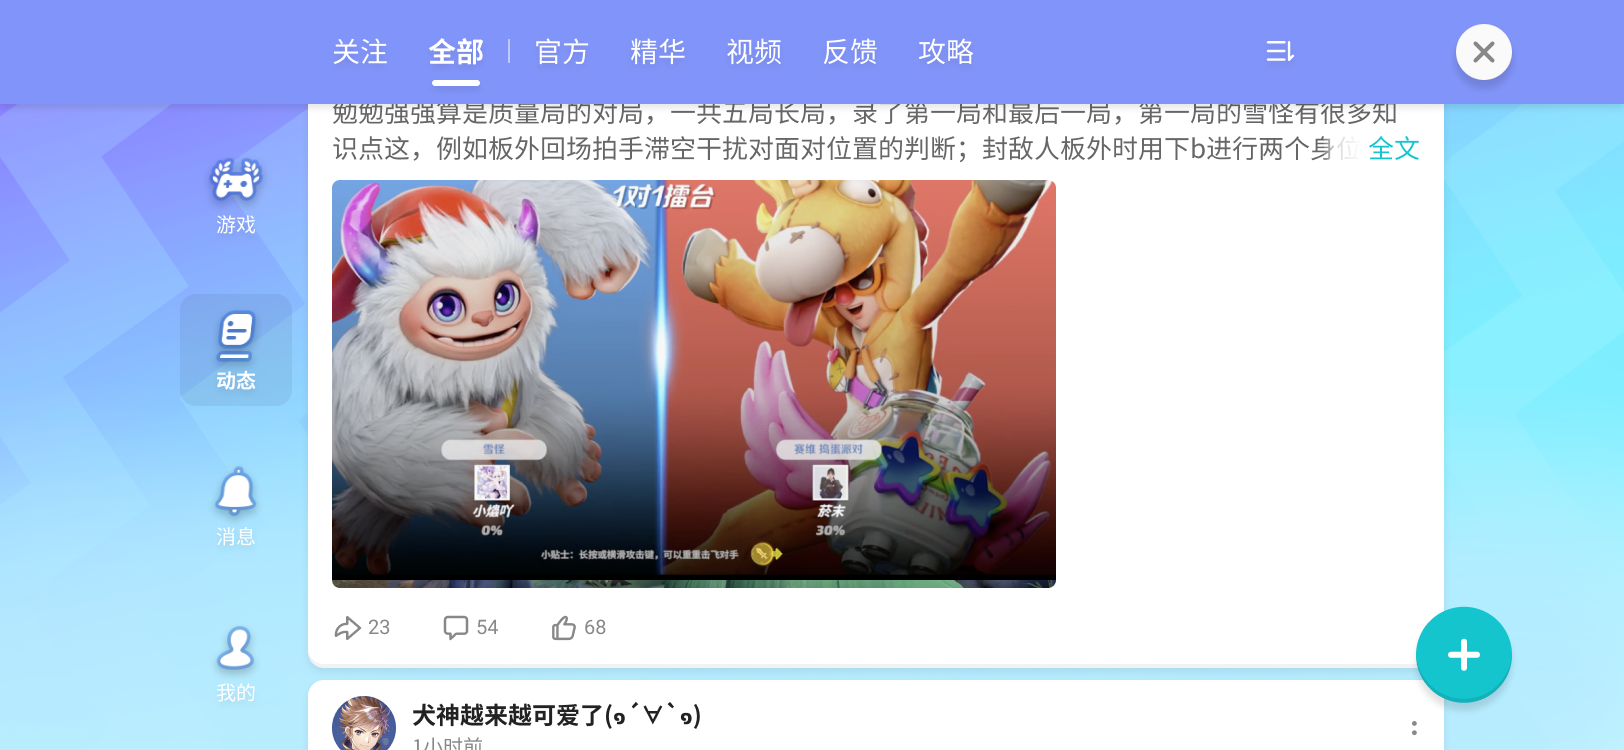 关注 全部 官方 精华 视频 反馈 攻略
勉勉强强算是质量局的对局，一共五局长局，录了第一局和最后一局，第一局的雪怪有很多知
识点这，例如板外回场拍手滞空干扰对面对位置的判断；封敌人板外时用下b进行两个身位 全文
游戏
动态
消息
我的
1对1擂台
雪怪
小熺吖
0%
赛维 捣蛋派对
菸末
30%
小贴士：长按或横滑攻击键，可以重重击飞对手
23 54 68
犬神越来越可爱了(๑´∀`๑)
1小时前